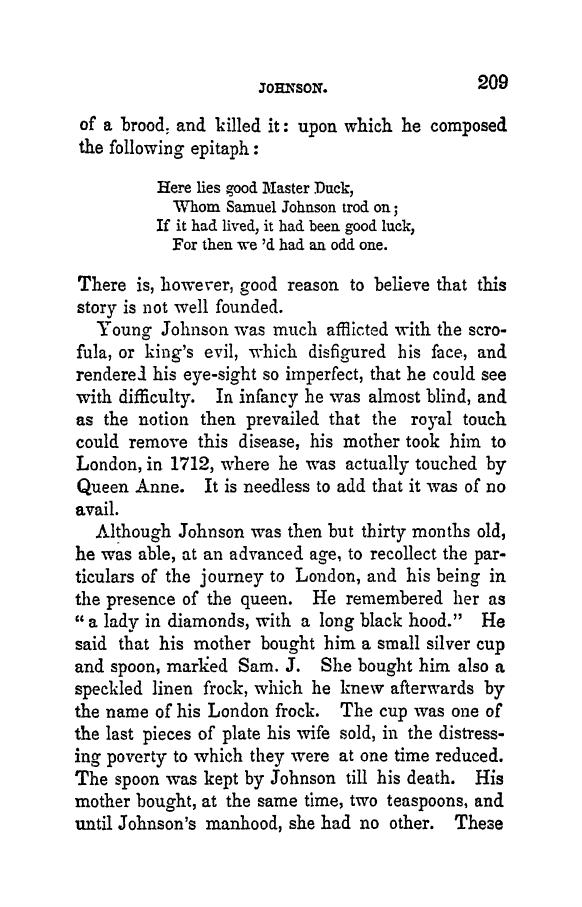 JOHNSON. 209
of a brood, and killed it: upon which he composed
the following epitaph:
Here lies good Master Duck,
Whom Samuel Johnson trod on;
If it had lived, it had been good luck,
For then we 'd had an odd one.
There is, however, good reason to believe that this
story is not well founded.
Young Johnson was much afflicted with the scro-
fula, or king's evil, which disfigured his face, and
rendered his eye-sight so imperfect, that he could see
with difficulty. In infancy he was almost blind, and
as the notion then prevailed that the royal touch
could remove this disease, his mother took him to
London, in 1712, where he was actually touched by
Queen Anne. It is needless to add that it was of no
avail.
Although Johnson was then but thirty months old,
he was able, at an advanced age, to recollect the par-
ticulars of the journey to London, and his being in
the presence of the queen. He remembered her as
"a lady in diamonds, with a long black hood." He
said that his mother bought him a small silver cup
and spoon, marked Sam. J. She bought him also a
speckled linen frock, which he knew afterwards by
the name of his London frock. The cup was one of
the last pieces of plate his wife sold, in the distress-
ing poverty to which they were at one time reduced.
The spoon was kept by Johnson till his death. His
mother bought, at the same time, two teaspoons, and
until Johnson's manhood, she had no other. These